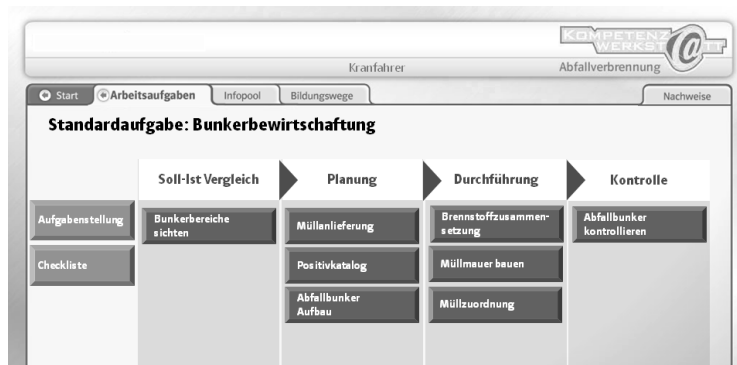 KOMPETENZ
WERKST@TT
Kranfahrer
Abfallverbrennung
Start
Arbeitsaufgaben
Infopool
Bildungswege
Nachweise
Standardaufgabe: Bunkerbewirtschaftung
Soll-Ist Vergleich
Planung
Durchführung
Kontrolle
Aufgabenstellung
Checkliste
Bunkerbereiche
sichten
Müllanlieferung
Positivkatalog
Abfallbunker
Aufbau
Brennstoffzusammen-
setzung
Müllmauer bauen
Müllzuordnung
Abfallbunker
kontrollieren